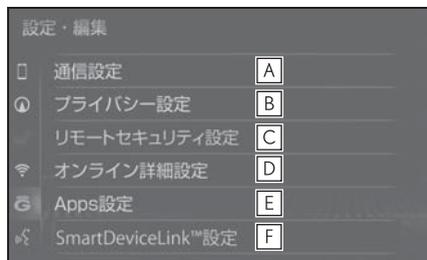 設定・編集
通信設定 A
プライバシー設定 B
リモートセキュリティ設定 C
オンライン詳細設定 D
Apps設定 E
SmartDeviceLink™設定 F